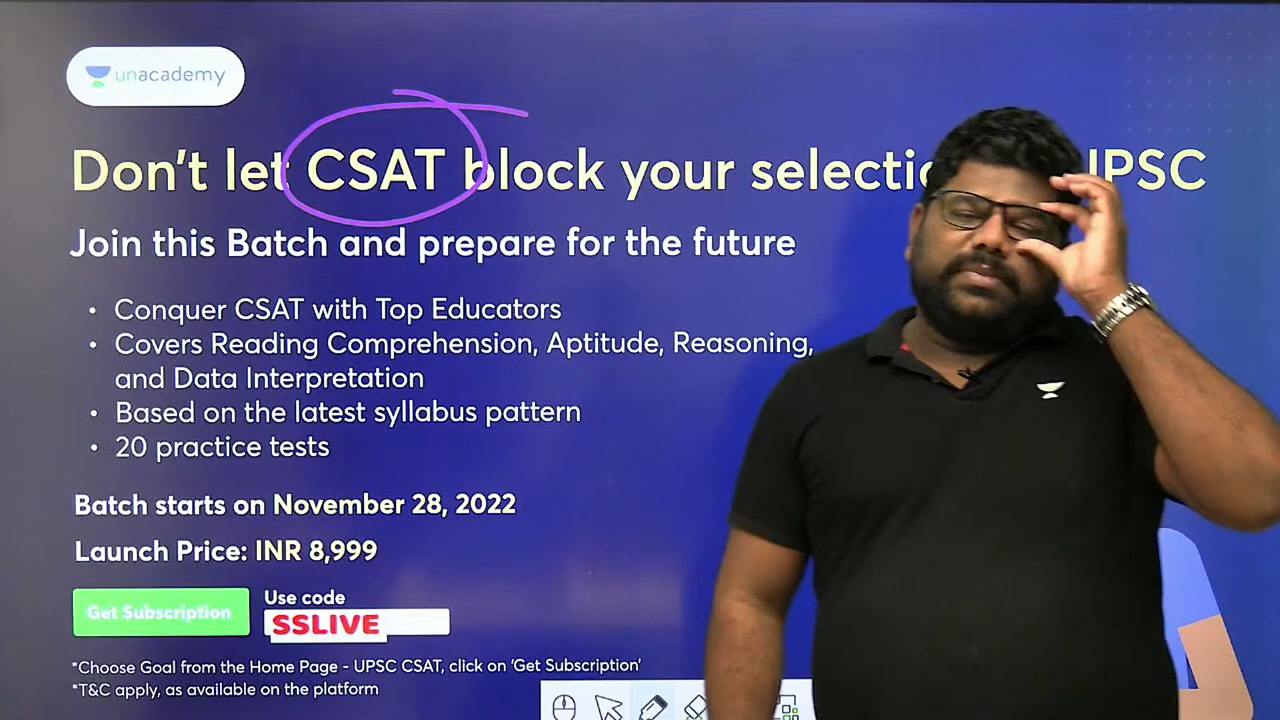 unacademy
Don't let CSAT block your selecti UPSC
Join this Batch and prepare for the future
• Conquer CSAT with Top Educators
• Covers Reading Comprehension, Aptitude, Reasoning,
and Data Interpretation
• Based on the latest syllabus pattern
• 20 practice tests
Batch starts on November 28, 2022
Launch Price: INR 8,999
Get Subscription
Use code
SSLIVE
*Choose Goal from the Home Page - UPSC CSAT, click on 'Get Subscription'
*T&C apply, as available on the platform